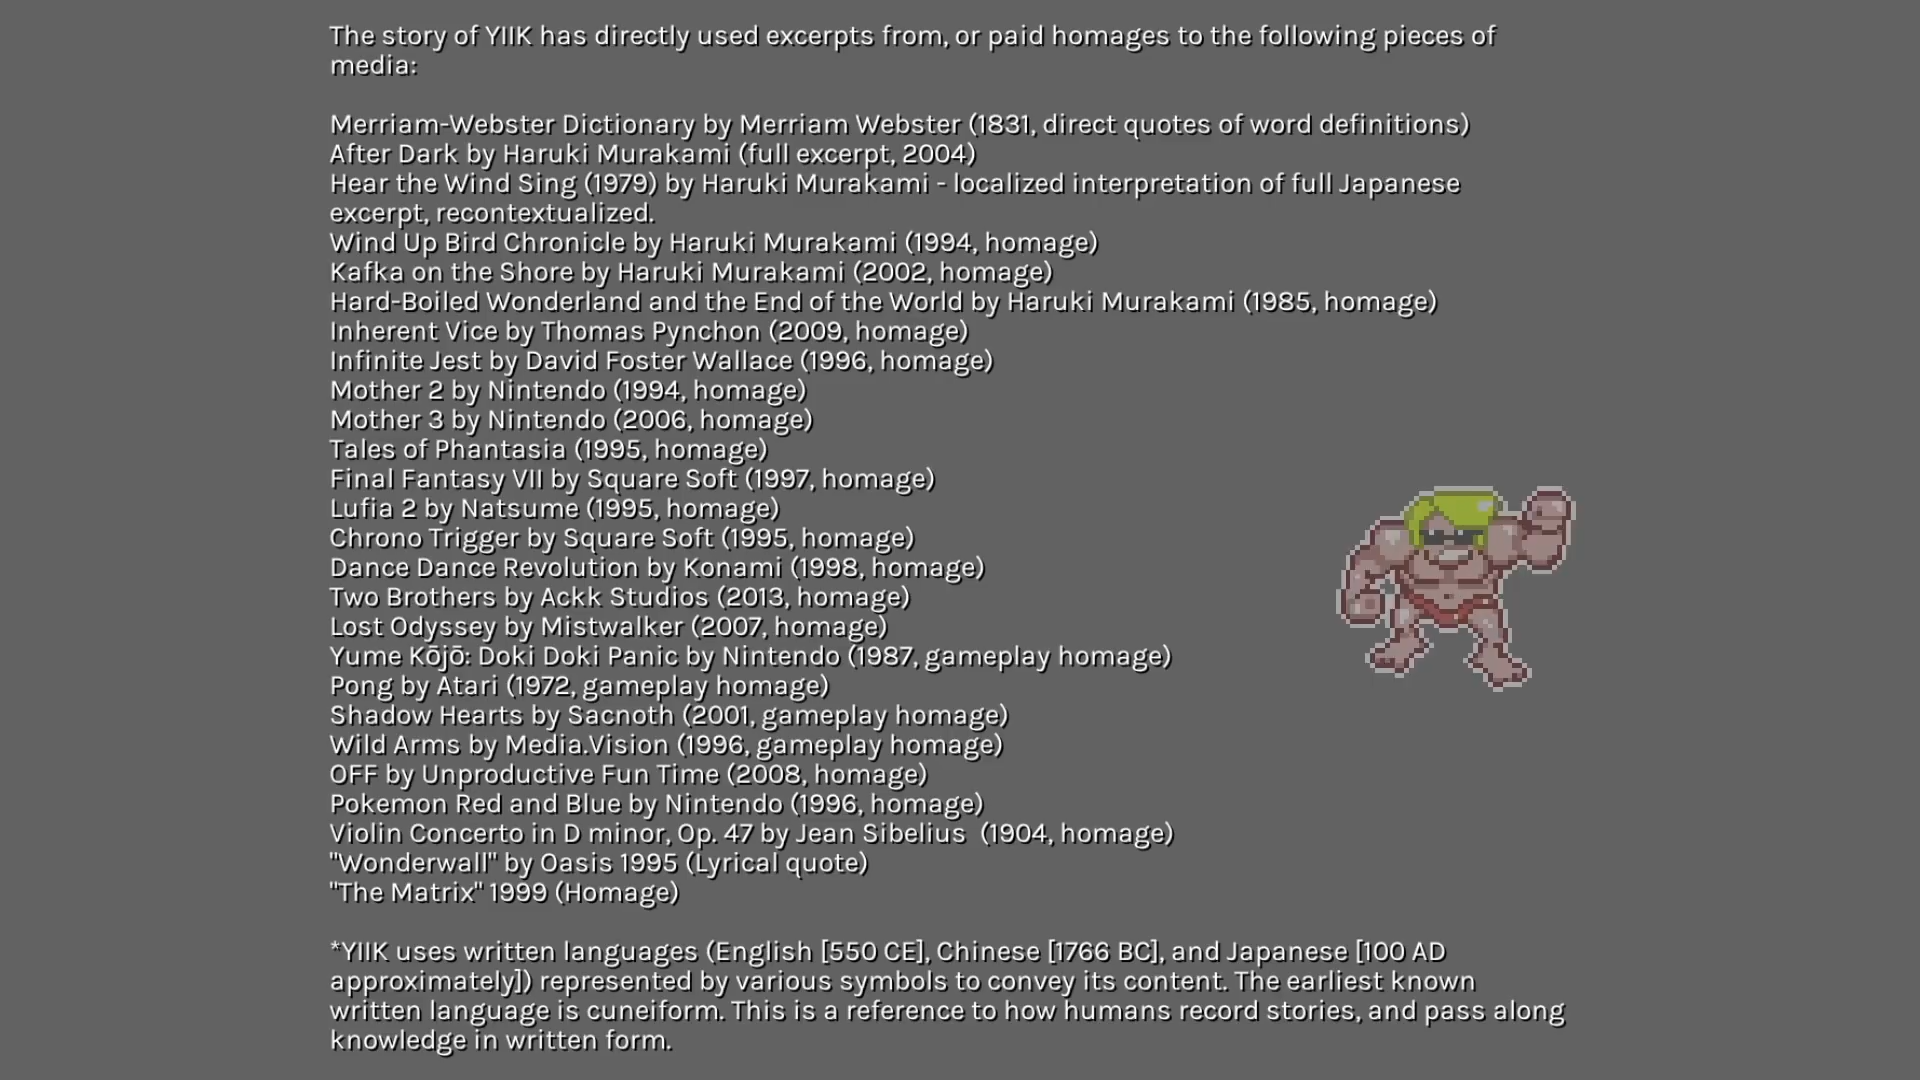 The story of YIIK has directly used excerpts from, or paid homages to the following pieces of
media:
Merriam-Webster Dictionary by Merriam Webster (1831, direct quotes of word definitions)
After Dark by Haruki Murakami (full excerpt, 2004)
Hear the Wind Sing (1979) by Haruki Murakami - localized interpretation of full Japanese
excerpt, recontextualized.
Wind Up Bird Chronicle by Haruki Murakami (1994, homage)
Kafka on the Shore by Haruki Murakami (2002, homage)
Hard-Boiled Wonderland and the End of the World by Haruki Murakami (1985, homage)
Inherent Vice by Thomas Pynchon (2009, homage)
Infinite Jest by David Foster Wallace (1996, homage)
Mother 2 by Nintendo (1994, homage)
Mother 3 by Nintendo (2006, homage)
Tales of Phantasia (1995, homage)
Final Fantasy VII by Square Soft (1997, homage)
Lufia 2 by Natsume (1995, homage)
Chrono Trigger by Square Soft (1995, homage)
Dance Dance Revolution by Konami (1998, homage)
Two Brothers by Ackk Studios (2013, homage)
Lost Odyssey by Mistwalker (2007, homage)
Yume Kōjō: Doki Doki Panic by Nintendo (1987, gameplay homage)
Pong by Atari (1972, gameplay homage)
Shadow Hearts by Sacnoth (2001, gameplay homage)
Wild Arms by Media.Vision (1996, gameplay homage)
OFF by Unproductive Fun Time (2008, homage)
Pokemon Red and Blue by Nintendo (1996, homage)
Violin Concerto in D minor, Op. 47 by Jean Sibelius  (1904, homage)
"Wonderwall" by Oasis 1995 (Lyrical quote)
"The Matrix" 1999 (Homage)
*YIIK uses written languages (English [550 CE], Chinese [1766 BC], and Japanese [100 AD
approximately]) represented by various symbols to convey its content. The earliest known
written language is cuneiform. This is a reference to how humans record stories, and pass along
knowledge in written form.